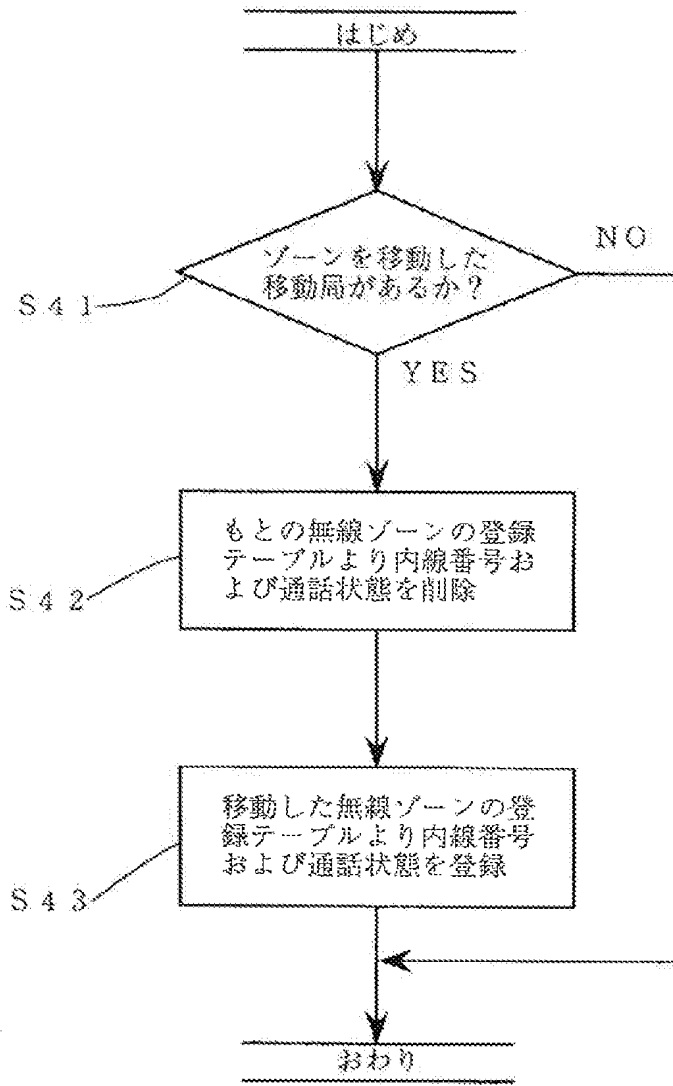 はじめ
ゾーンを移動した
移動局があるか?
NO
S41
YES
もとの無線ゾーンの登録
テーブルより内線番号お
よび通話状態を削除
S42
移動した無線ゾーンの登
録テーブルより内線番号
および通話状態を登録
S43
おわり